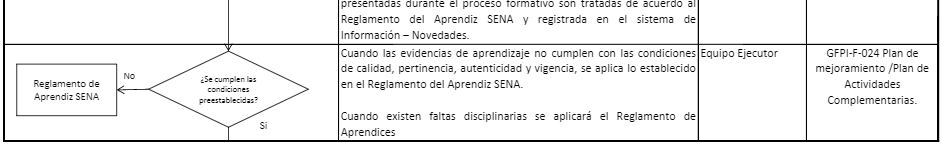 presentadas durante el proceso formativo son tratadas de acuerdo al
Reglamento del Aprendiz SENA y registrada en el sistema de
Información – Novedades.
Reglamento de
Aprendiz SENA
No
¿Se cumplen las
condiciones
preestablecidas?
Si
Cuando las evidencias de aprendizaje no cumplen con las condiciones
de calidad, pertinencia, autenticidad y vigencia, se aplica lo establecido
en el Reglamento del Aprendiz SENA.
Cuando existen faltas disciplinarias se aplicará el Reglamento de
Aprendices
Equipo Ejecutor
GFPI-F-024 Plan de
mejoramiento /Plan de
Actividades
Complementarias.